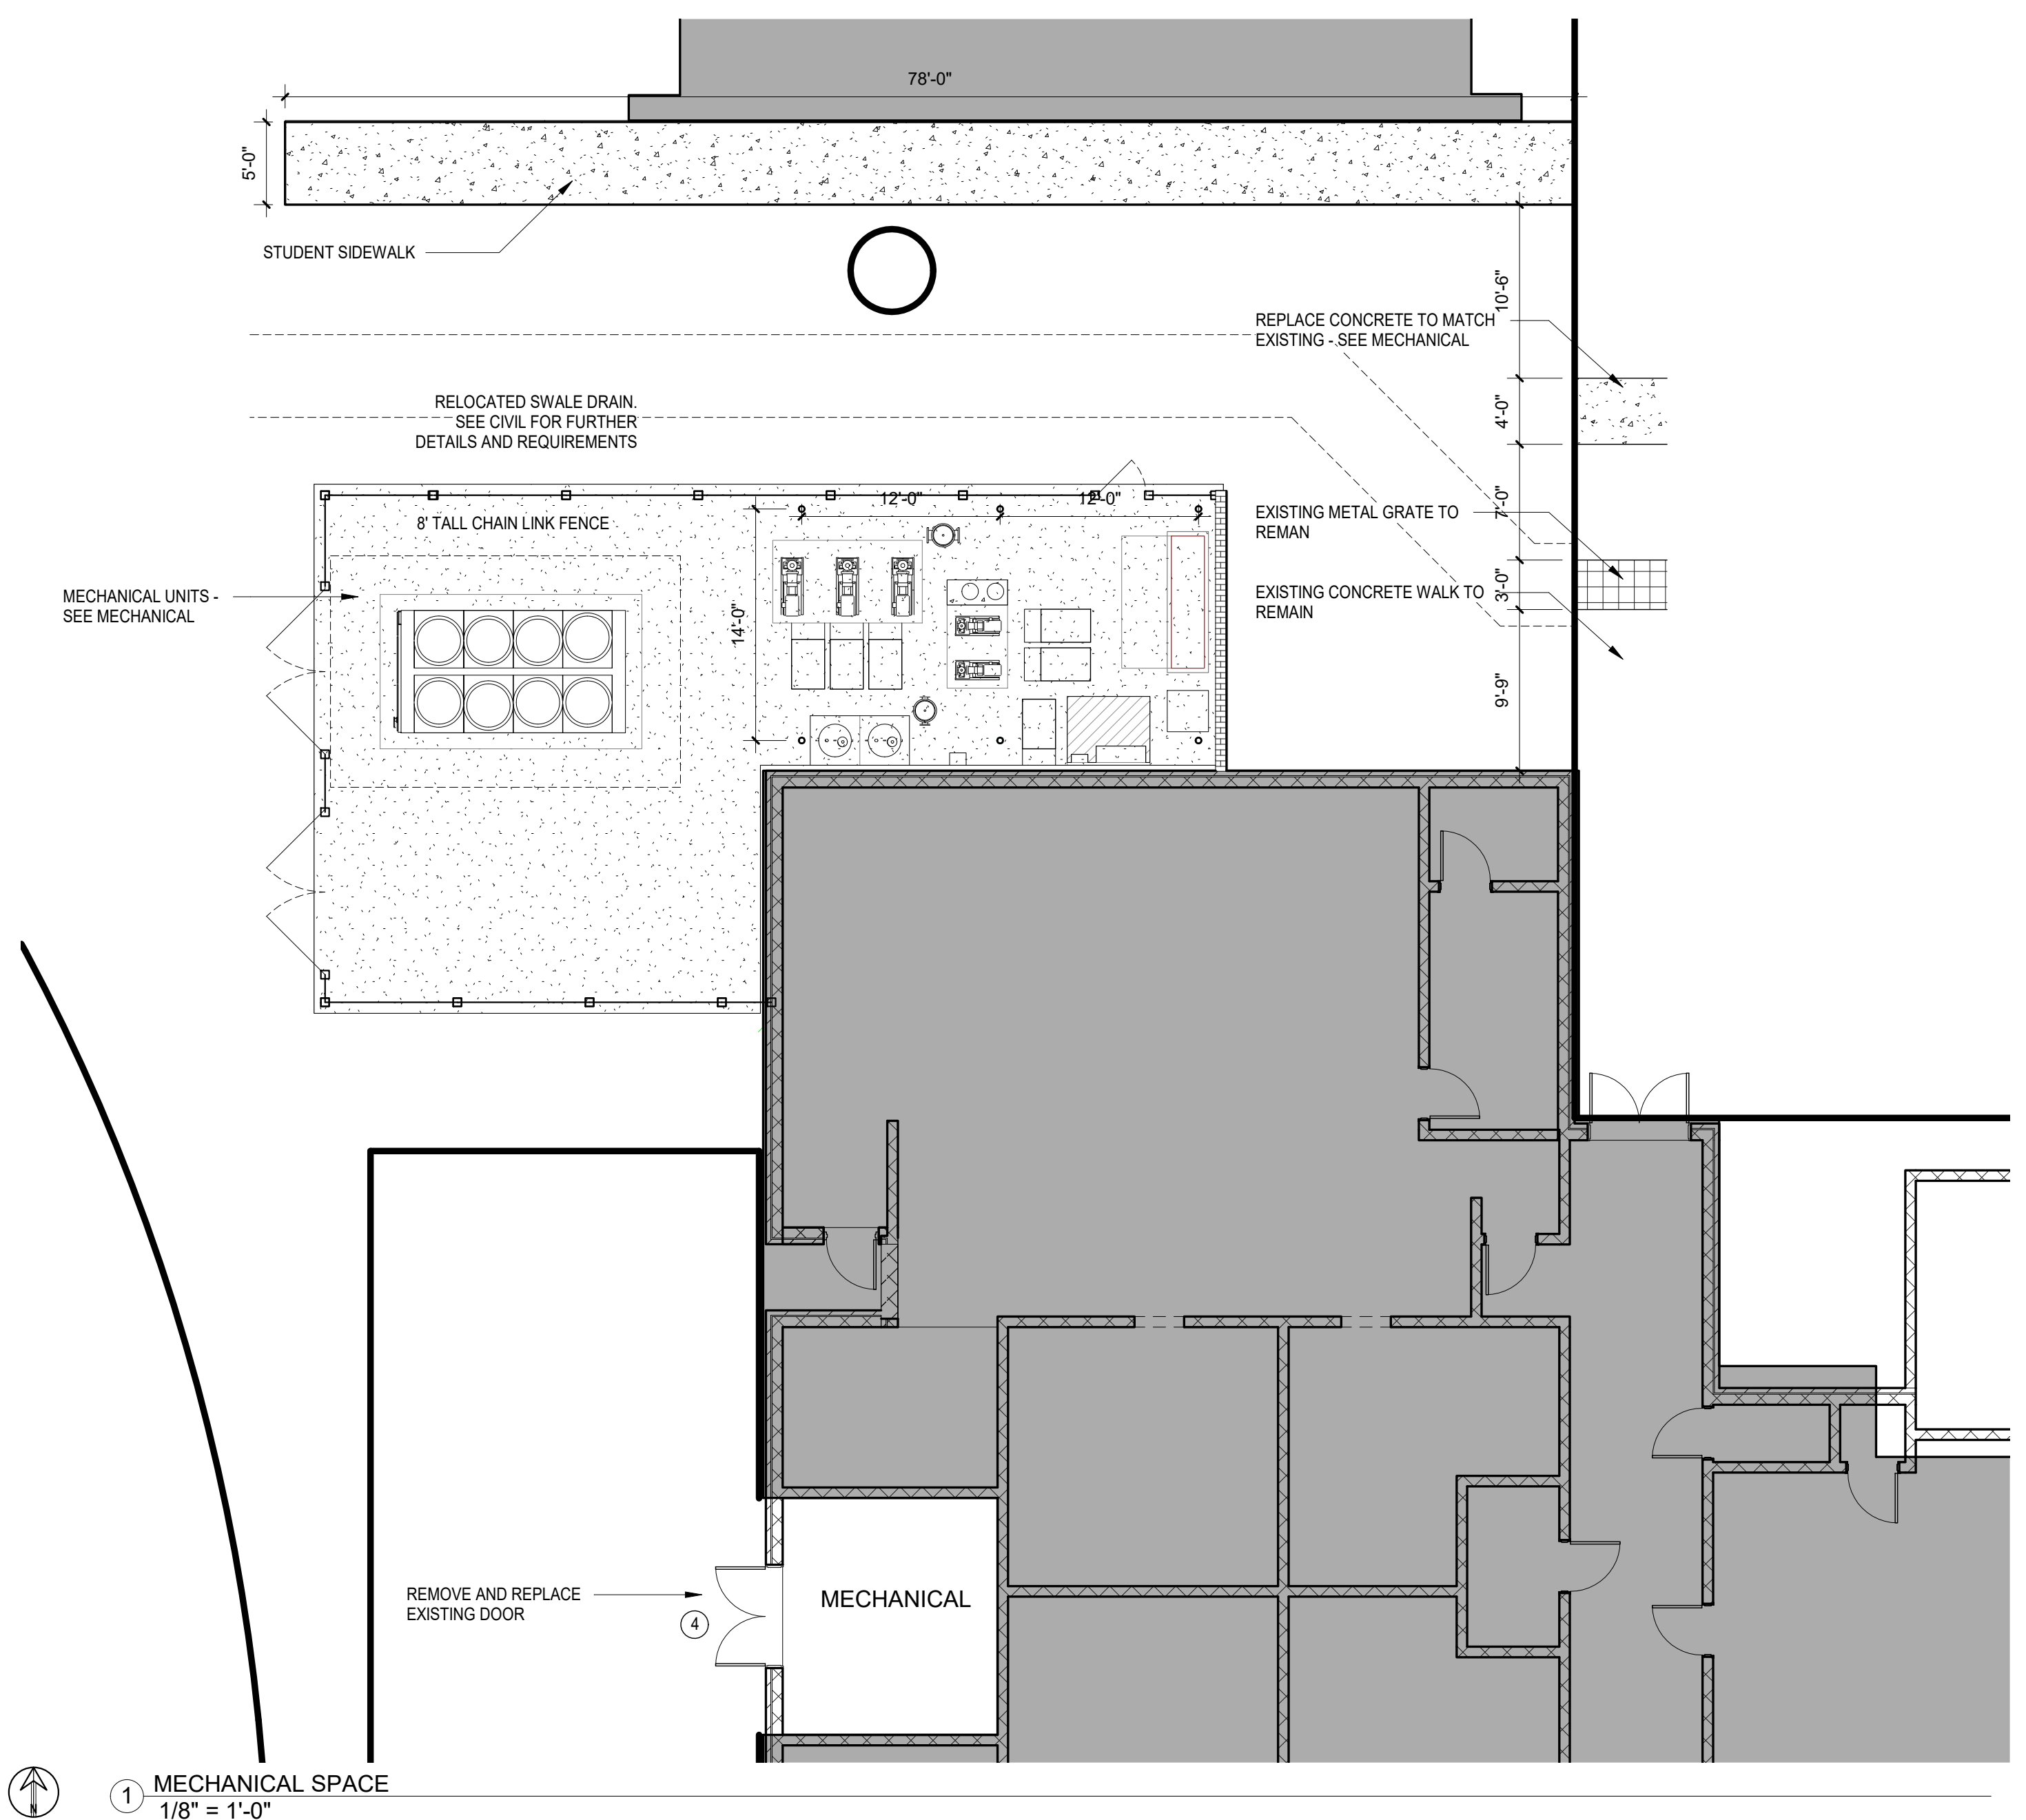 78'-0"
5'-0"
STUDENT SIDEWALK
10'-6"
REPLACE CONCRETE TO MATCH
EXISTING - SEE MECHANICAL
RELOCATED SWALE DRAIN.
SEE CIVIL FOR FURTHER
DETAILS AND REQUIREMENTS
4'-0"
12'-0"
12'-0"
7'-0"
8' TALL CHAIN LINK FENCE
EXISTING METAL GRATE TO
REMAN
MECHANICAL UNITS -
SEE MECHANICAL
14'-0"
3'-0"
EXISTING CONCRETE WALK TO
REMAIN
9'-9"
REMOVE AND REPLACE
EXISTING DOOR
4
MECHANICAL
N
1
MECHANICAL SPACE
1/8" = 1'-0"